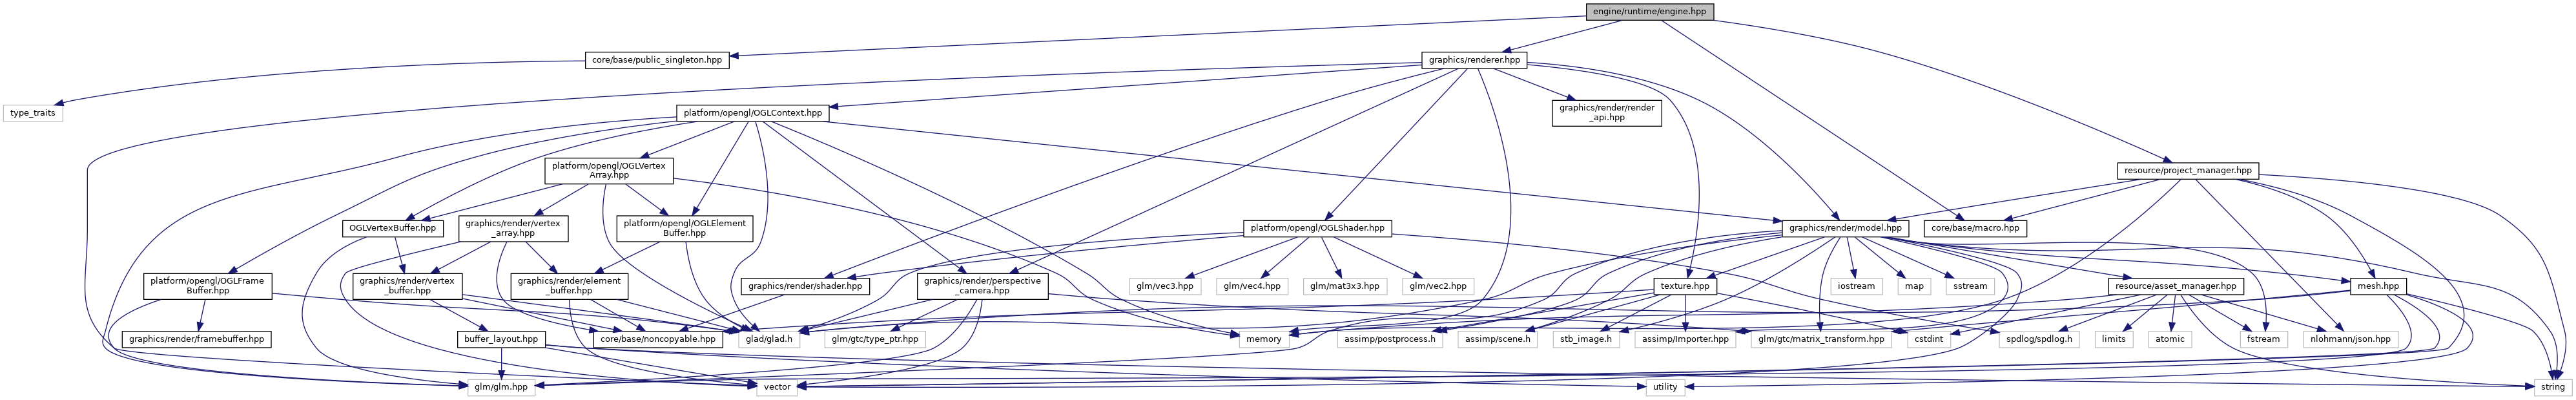 engine/runtime/engine.hpp
core/base/public_singleton.hpp
graphics/renderer.hpp
type_traits
platform/opengl/OGLContext.hpp
graphics/render/render
_api.hpp
platform/opengl/OGLVertex
Array.hpp
resource/project_manager.hpp
OGLVertexBuffer.hpp
graphics/render/vertex
_array.hpp
platform/opengl/OGLElement
Buffer.hpp
platform/opengl/OGLShader.hpp
graphics/render/model.hpp
core/base/macro.hpp
platform/opengl/OGLFrame
Buffer.hpp
graphics/render/vertex
_buffer.hpp
graphics/render/element
_buffer.hpp
graphics/render/shader.hpp
graphics/render/perspective
_camera.hpp
glm/vec3.hpp
glm/vec4.hpp
glm/mat3x3.hpp
glm/vec2.hpp
texture.hpp
iostream
map
sstream
resource/asset_manager.hpp
mesh.hpp
graphics/render/framebuffer.hpp
buffer_layout.hpp
core/base/noncopyable.hpp
glad/glad.h
glm/gtc/type_ptr.hpp
memory
assimp/postprocess.h
assimp/scene.h
stb_image.h
assimp/Importer.hpp
glm/gtc/matrix_transform.hpp
cstdint
spdlog/spdlog.h
limits
atomic
fstream
nlohmann/json.hpp
glm/glm.hpp
vector
utility
string